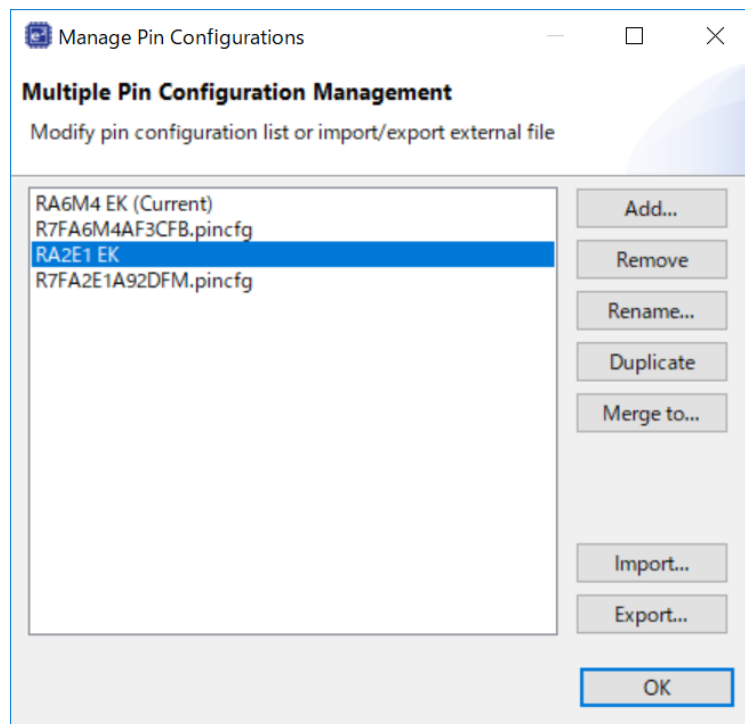 Manage Pin Configurations
Multiple Pin Configuration Management
Modify pin configuration list or import/export external file
RA6M4 EK (Current)
R7FA6M4AF3CFB.pincfg
RA2E1 EK
R7FA2E1A92DFM.pincfg
Add...
Remove
Rename...
Duplicate
Merge to...
Import...
Export...
OK